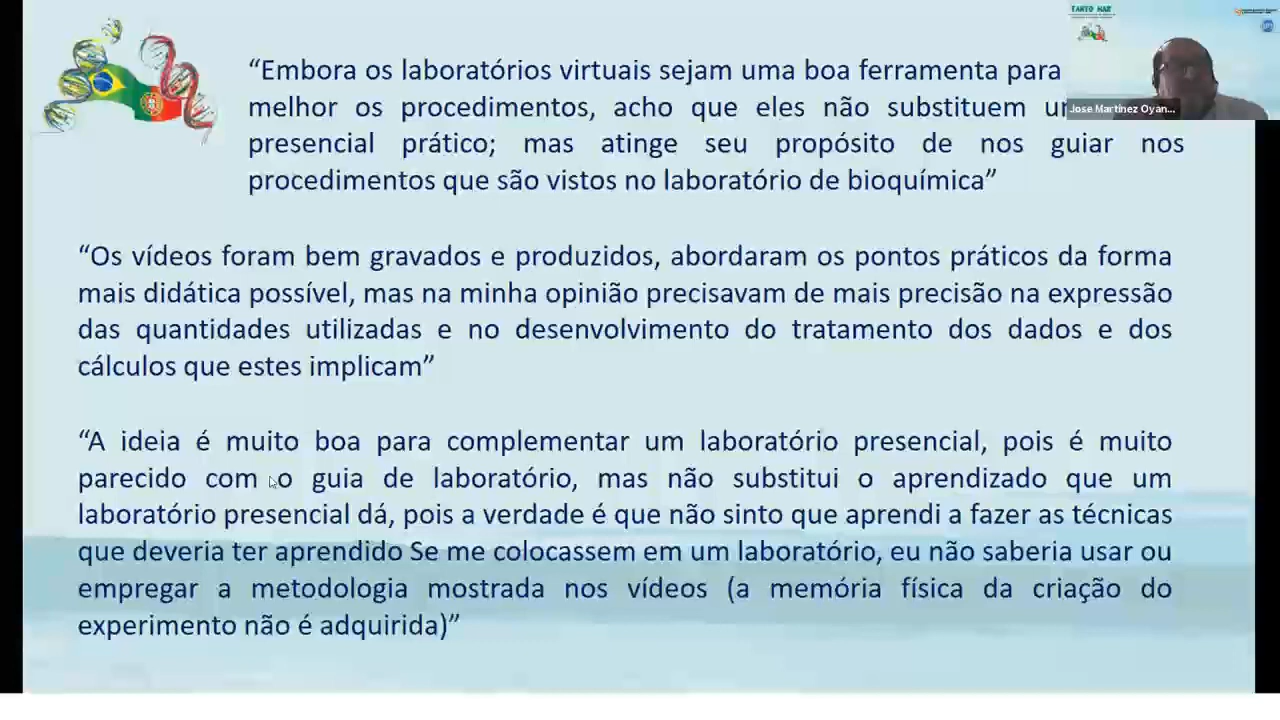 TANTO MAR
“Embora os laboratórios virtuais sejam uma boa ferramenta para
melhor os procedimentos, acho que eles não substituem
Jose Martínez Oyan...
presencial prático; mas atinge seu propósito de nos guiar nos
procedimentos que são vistos no laboratório de bioquímica”
“Os vídeos foram bem gravados e produzidos, abordaram os pontos práticos da forma
mais didática possível, mas na minha opinião precisavam de mais precisão na expressão
das quantidades utilizadas e no desenvolvimento do tratamento dos dados e dos
cálculos que estes implicam”
“A ideia é muito boa para complementar um laboratório presencial, pois é muito
parecido com o guia de laboratório, mas não substitui o aprendizado que um
laboratório presencial dá, pois a verdade é que não sinto que aprendi a fazer as técnicas
que deveria ter aprendido Se me colocassem em um laboratório, eu não saberia usar ou
empregar a metodologia mostrada nos vídeos (a memória física da criação do
experimento não é adquirida)”